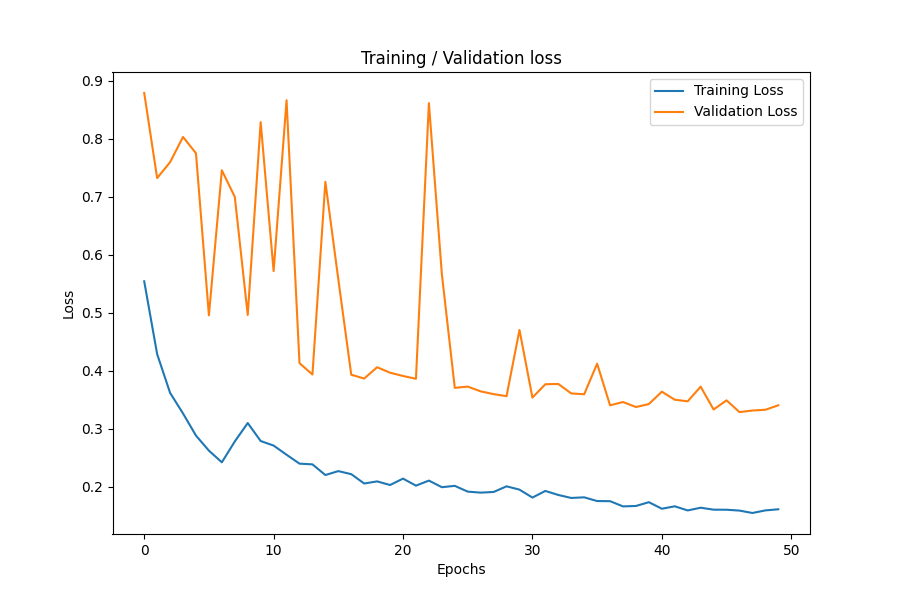 Training / Validation loss
Training Loss
Validation Loss
Loss
0.9
0.8
0.7
0.6
0.5
0.4
0.3
0.2
0 10 20 30 40 50
Epochs